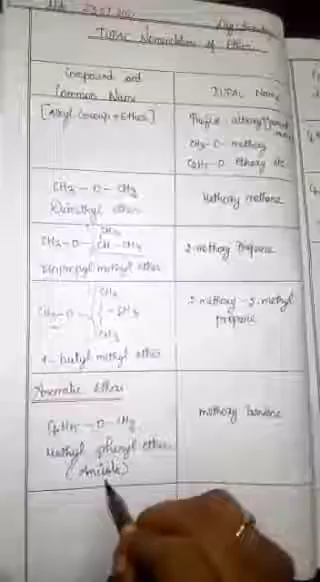 IUPAC Nomenclature of Ethers
Compound and
Common Name
IUPAC Name
[Alkyl Group + Ether]
Prefix - alkoxy
CH3-O- methoxy
C2H5-O ethoxy etc
CH3 - O - CH3
Dimethyl ether
Methoxy methane
CH3
CH3-O-CH-CH3
Isopropyl methyl ether
2-methoxy Propane
CH3
CH3-O-C-CH3
CH3
t-butyl methyl ether
2-methoxy-2-methyl
propane
Aromatic Ethers
C6H5-O-CH3
Methyl phenyl ether
(Anisole)
methoxy benzene